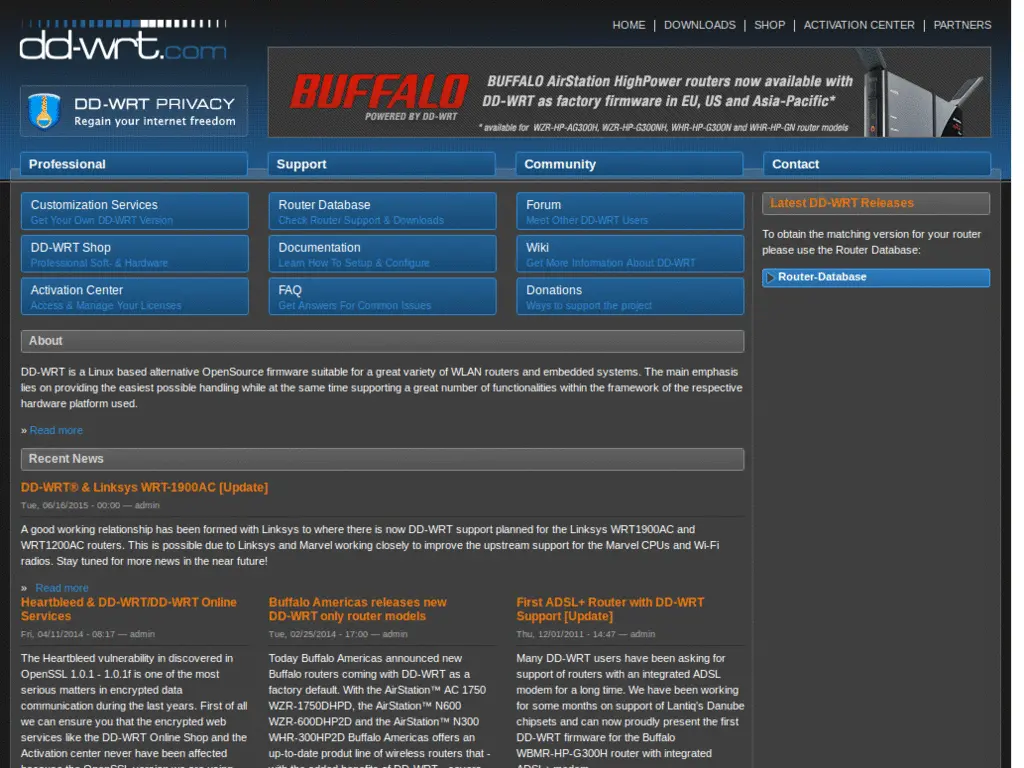 HOME | DOWNLOADS | SHOP | ACTIVATION CENTER | PARTNERS
dd-wrt.com
BUFFALO
POWERED BY DD-WRT
BUFFALO AirStation HighPower routers now available with
DD-WRT as factory firmware in EU, US and Asia-Pacific*
* available for WZR-HP-AG300H, WZR-HP-G300NH, WHR-HP-G300N and WHR-HP-GN router models
DD-WRT PRIVACY
Regain your internet freedom
Professional
Support
Community
Contact
Customization Services
Get Your Own DD-WRT Version
DD-WRT Shop
Professional Soft- & Hardware
Activation Center
Access & Manage Your Licenses
Router Database
Check Router Support & Downloads
Documentation
Learn How To Setup & Configure
FAQ
Get Answers For Common Issues
Forum
Meet Other DD-WRT Users
Wiki
Get More Information About DD-WRT
Donations
Ways to support the project
Latest DD-WRT Releases
To obtain the matching version for your router
please use the Router Database:
Router-Database
About
DD-WRT is a Linux based alternative OpenSource firmware suitable for a great variety of WLAN routers and embedded systems. The main emphasis
lies on providing the easiest possible handling while at the same time supporting a great number of functionalities within the framework of the respective
hardware platform used.
» Read more
Recent News
DD-WRT® & Linksys WRT-1900AC [Update]
Tue, 06/16/2015 - 00:00 — admin
A good working relationship has been formed with Linksys to where there is now DD-WRT support planned for the Linksys WRT1900AC and
WRT1200AC routers. This is possible due to Linksys and Marvel working closely to improve the upstream support for the Marvel CPUs and Wi-Fi
radios. Stay tuned for more news in the near future!
» Read more
Heartbleed & DD-WRT/DD-WRT Online
Services
Fri, 04/11/2014 - 08:17 — admin
The Heartbleed vulnerability in discovered in
OpenSSL 1.0.1 - 1.0.1f is one of the most
serious matters in encrypted data
communication during the last years. First of all
we can ensure you that the encrypted web
services like the DD-WRT Online Shop and the
Activation center never have been affected
because the OpenSSL version we are using
Buffalo Americas releases new
DD-WRT only router models
Tue, 02/25/2014 - 17:00 — admin
Today Buffalo Americas announced new
Buffalo routers coming with DD-WRT as a
factory default. With the AirStation™ AC 1750
WZR-1750DHPD, the AirStation™ N600
WZR-600DHP2D and the AirStation™ N300
WHR-300HP2D Buffalo Americas offers an
up-to-date produt line of wireless routers that -
with the added benefits of DD-WRT - covers
First ADSL+ Router with DD-WRT
Support [Update]
Thu, 12/01/2011 - 14:47 — admin
Many DD-WRT users have been asking for
support of routers with an integrated ADSL
modem for a long time. We have been working
for some months on support of Lantiq's Danube
chipsets and can now proudly present the first
DD-WRT firmware for the Buffalo
WBMR-HP-G300H router with integrated
ADSL+ modem